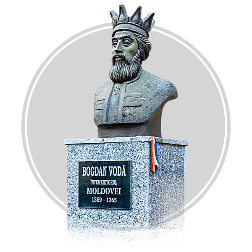 BOGDAN VODĂ
MOLDOVEI
1359 - 1365